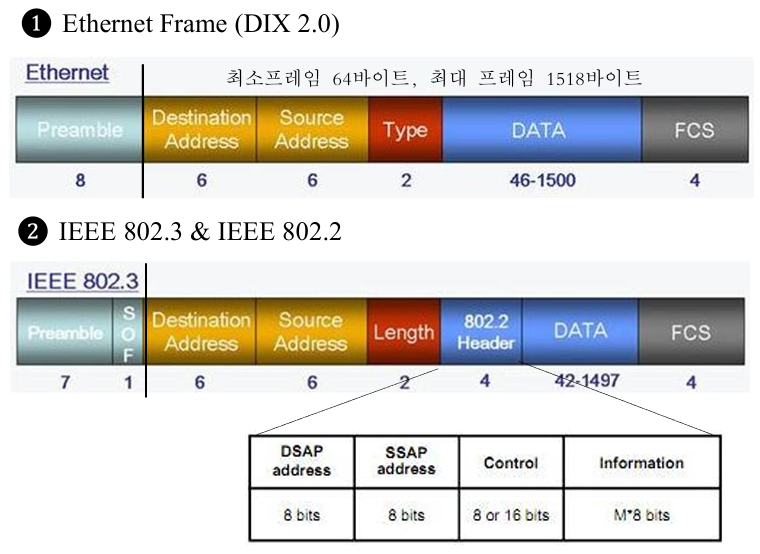 ❶ Ethernet Frame (DIX 2.0)
Ethernet
최소프레임 64바이트, 최대 프레임 1518바이트
Preamble Destination Address Source Address Type DATA FCS
8 6 6 2 46-1500 4
❷ IEEE 802.3 & IEEE 802.2
IEEE 802.3
Preamble SOF Destination Address Source Address Length 802.2 Header DATA FCS
7 1 6 6 2 4 42-1497 4
DSAP address SSAP address Control Information
8 bits 8 bits 8 or 16 bits M*8 bits